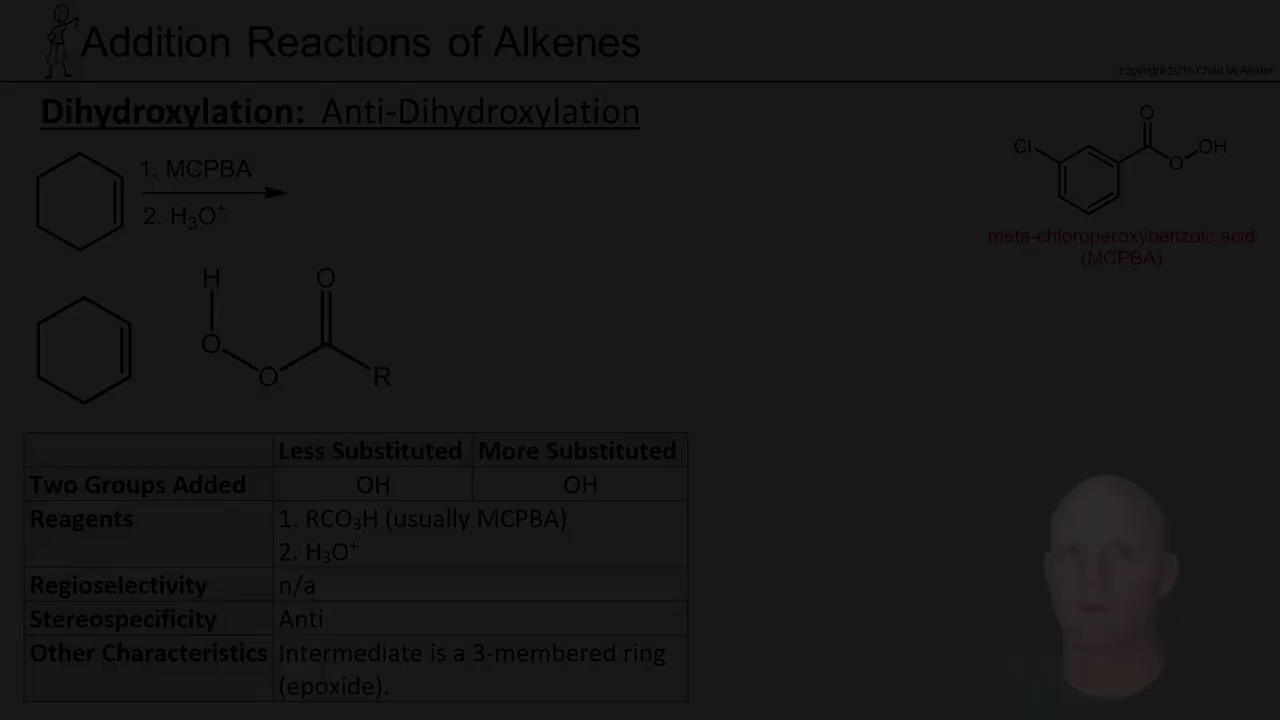 Addition Reactions of Alkenes
copyright 2016 Chad McAllister
Dihydroxylation: Anti-Dihydroxylation
1. MCPBA
2. H₃O⁺
Cl
O
O
OH
meta-chloroperoxybenzoic acid
(MCPBA)
H
O
O
O
R
Less Substituted More Substituted
Two Groups Added OH OH
Reagents 1. RCO₃H (usually MCPBA)
2. H₃O⁺
Regioselectivity n/a
Stereospecificity Anti
Other Characteristics Intermediate is a 3-membered ring
(epoxide).